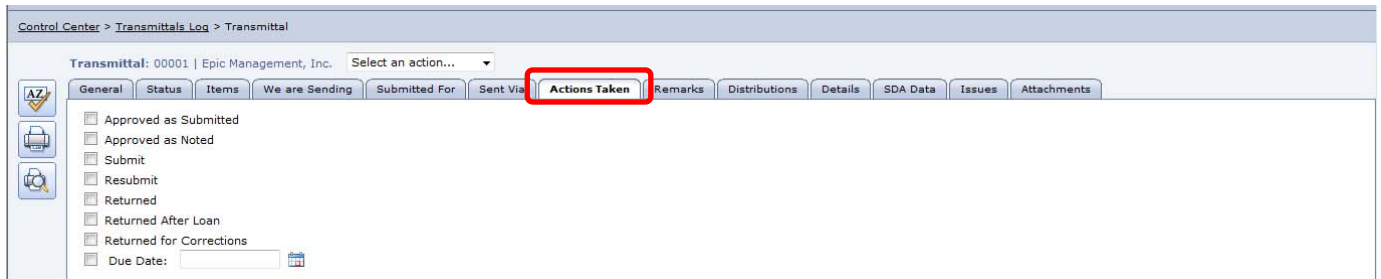 Control Center > Transmittals Log > Transmittal
Transmittal: 00001 | Epic Management, Inc. Select an action...
AZ
General Status Items We are Sending Submitted For Sent Via Actions Taken Remarks Distributions Details SDA Data Issues Attachments
Approved as Submitted
Approved as Noted
Submit
Resubmit
Returned
Returned After Loan
Returned for Corrections
Due Date: